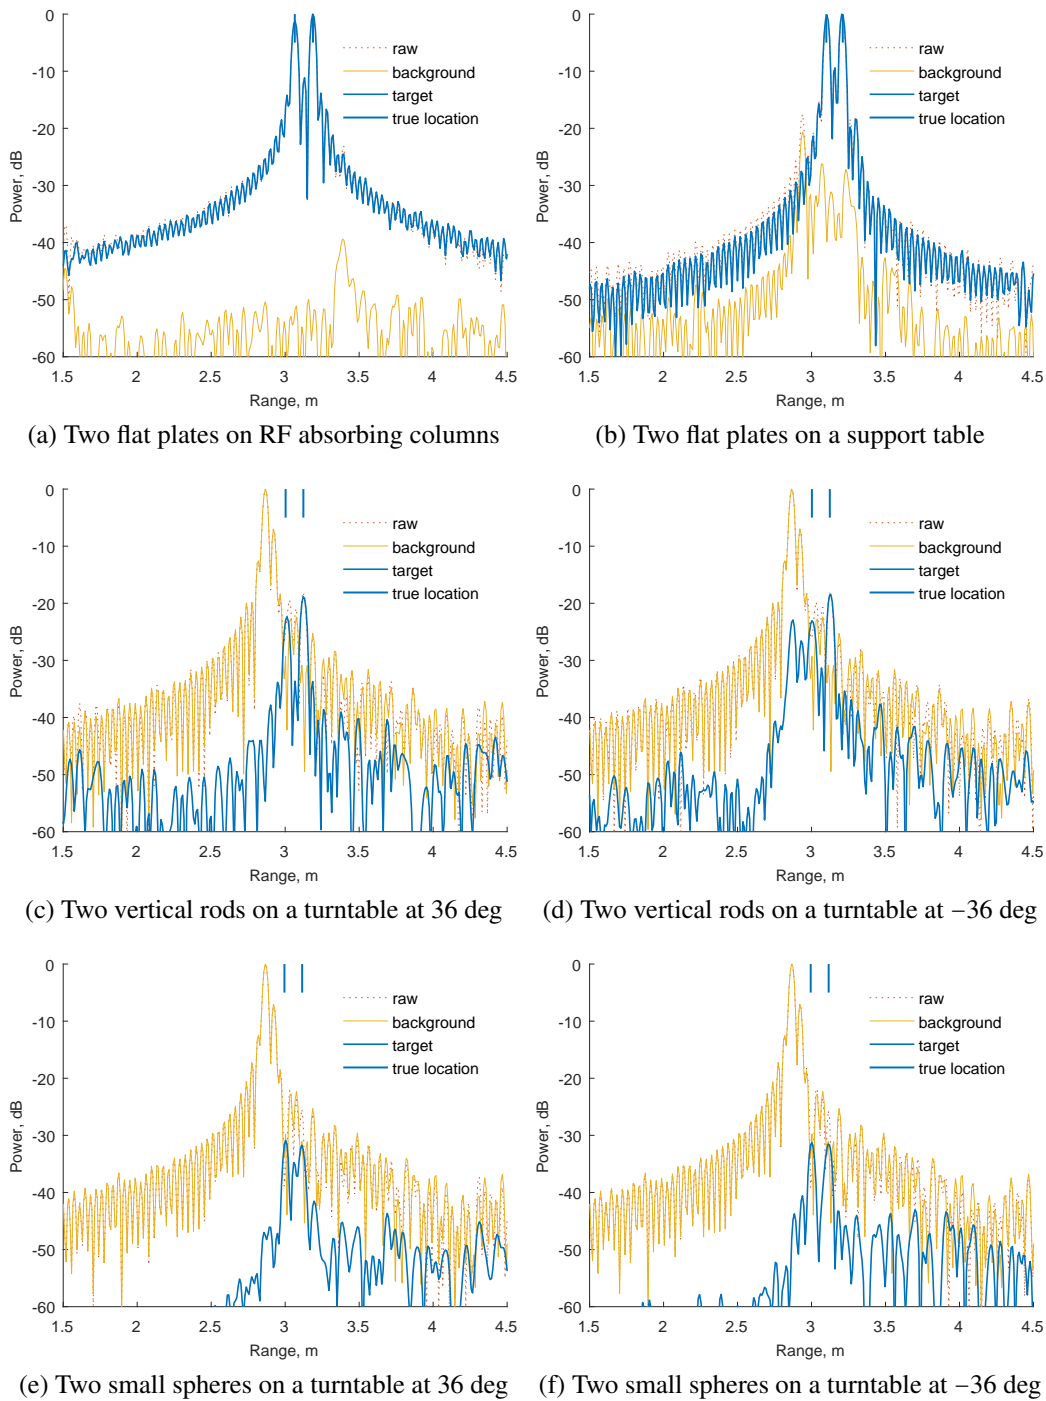 0
-10
-20
-30
-40
-50
-60
Power, dB
1.5 2 2.5 3 3.5 4 4.5
Range, m
raw
background
target
true location
(a) Two flat plates on RF absorbing columns
0
-10
-20
-30
-40
-50
-60
Power, dB
1.5 2 2.5 3 3.5 4 4.5
Range, m
raw
background
target
true location
(b) Two flat plates on a support table
0
-10
-20
-30
-40
-50
-60
Power, dB
1.5 2 2.5 3 3.5 4 4.5
Range, m
raw
background
target
true location
(c) Two vertical rods on a turntable at 36 deg
0
-10
-20
-30
-40
-50
-60
Power, dB
1.5 2 2.5 3 3.5 4 4.5
Range, m
raw
background
target
true location
(d) Two vertical rods on a turntable at −36 deg
0
-10
-20
-30
-40
-50
-60
Power, dB
1.5 2 2.5 3 3.5 4 4.5
Range, m
raw
background
target
true location
(e) Two small spheres on a turntable at 36 deg
0
-10
-20
-30
-40
-50
-60
Power, dB
1.5 2 2.5 3 3.5 4 4.5
Range, m
raw
background
target
true location
(f) Two small spheres on a turntable at −36 deg